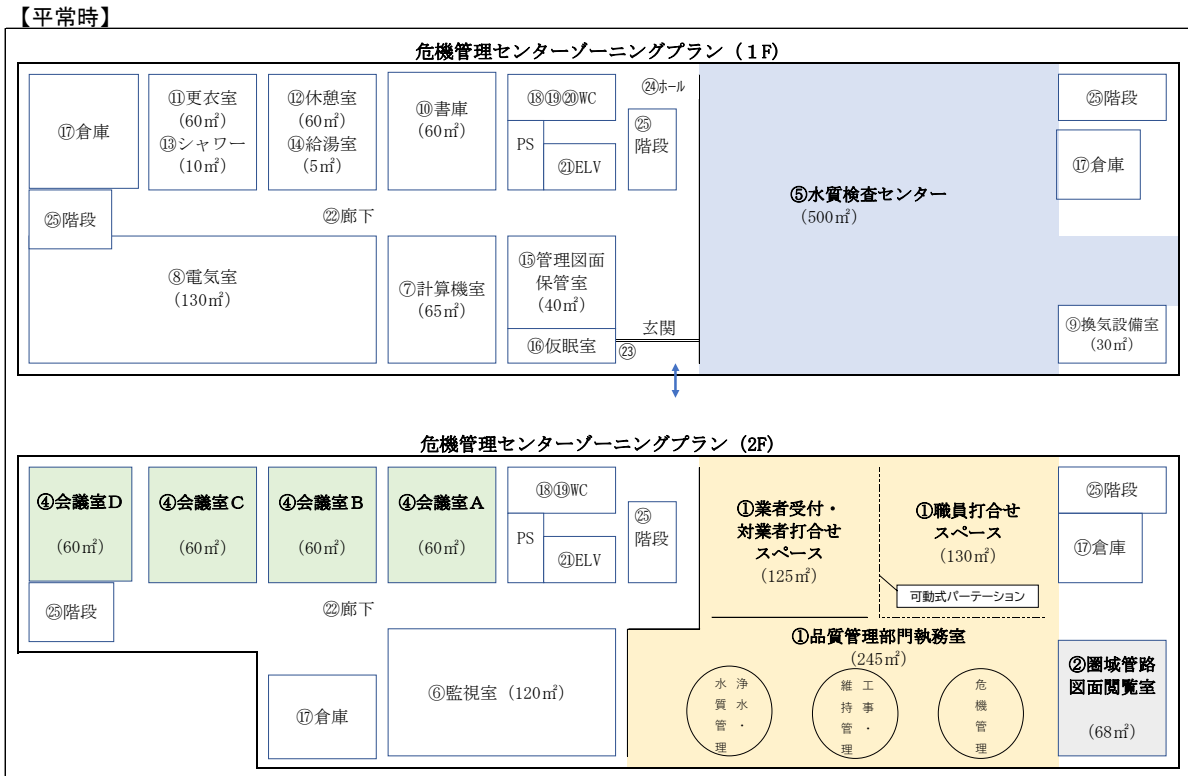 【平常時】
危機管理センターゾーニングプラン（１F）
⑰倉庫
⑪更衣室
(60㎡)
⑬シャワー
(10㎡)
⑫休憩室
(60㎡)
⑭給湯室
(5㎡)
⑩書庫
(60㎡)
⑱⑲⑳WC
PS
㉑ELV
㉔ホール
㉕
階段
⑤水質検査センター
(500㎡)
㉕階段
⑰倉庫
㉕階段
㉒廊下
⑧電気室
(130㎡)
⑦計算機室
(65㎡)
⑮管理図面
保管室
(40㎡)
⑯仮眠室
玄関
㉓
⑨換気設備室
(30㎡)
危機管理センターゾーニングプラン（2F）
④会議室Ｄ
(60㎡)
④会議室Ｃ
(60㎡)
④会議室Ｂ
(60㎡)
④会議室Ａ
(60㎡)
⑱⑲WC
PS
㉑ELV
㉕
階段
①業者受付・
対業者打合せ
スペース
(125㎡)
①職員打合せ
スペース
(130㎡)
可動式パーテーション
㉕階段
⑰倉庫
㉕階段
㉒廊下
⑰倉庫
⑥監視室（120㎡）
①品質管理部門執務室
(245㎡)
浄水・
水質管理
工事・
維持管理
危機管理
②圏域管路
図面閲覧室
(68㎡)